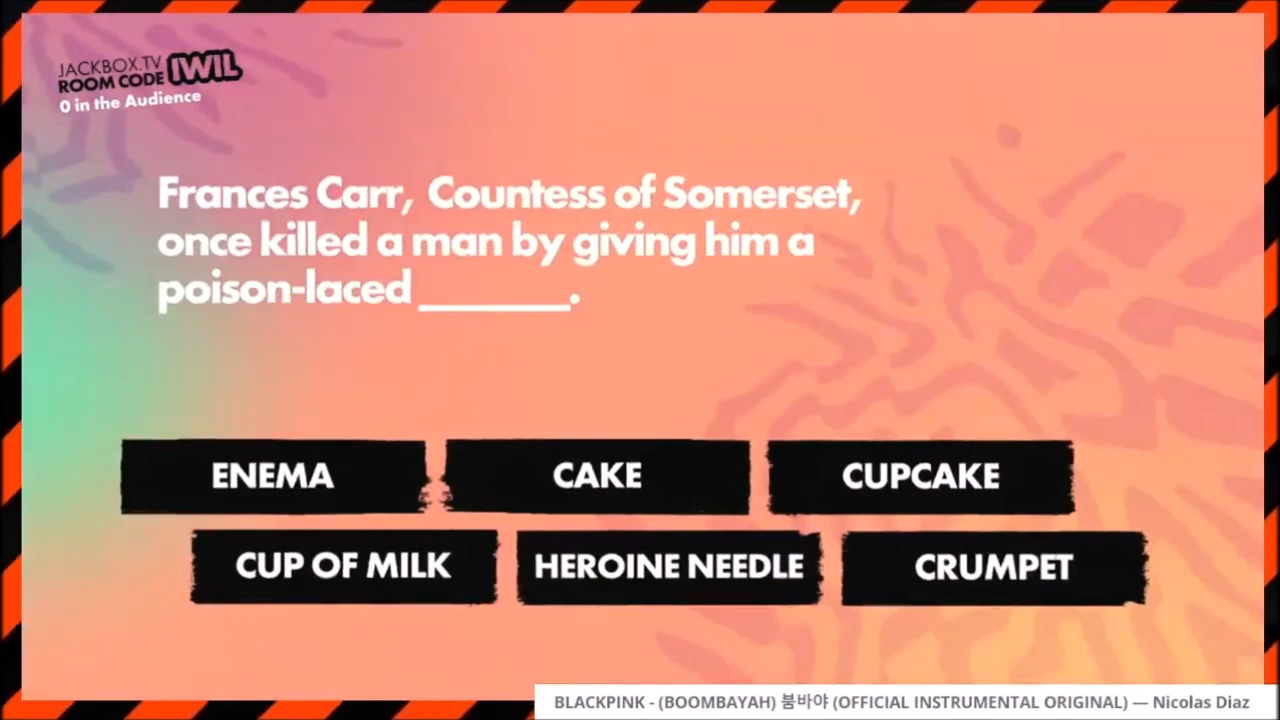 JACKBOX.TV
ROOM CODE IWIL
0 in the Audience
Frances Carr, Countess of Somerset,
once killed a man by giving him a
poison-laced ______.
ENEMA
CAKE
CUPCAKE
CUP OF MILK
HEROINE NEEDLE
CRUMPET
BLACKPINK - (BOOMBAYAH) 붐바야 (OFFICIAL INSTRUMENTAL ORIGINAL) — Nicolas Diaz